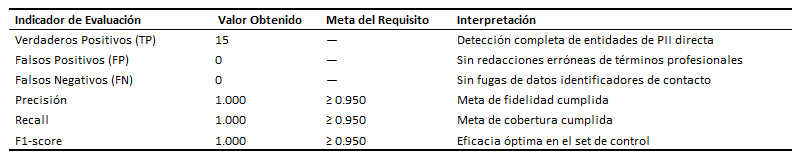 Indicador de Evaluación Valor Obtenido Meta del Requisito Interpretación
Verdaderos Positivos (TP) 15 — Detección completa de entidades de PII directa
Falsos Positivos (FP) 0 — Sin redacciones erróneas de términos profesionales
Falsos Negativos (FN) 0 — Sin fugas de datos identificadores de contacto
Precisión 1.000 ≥ 0.950 Meta de fidelidad cumplida
Recall 1.000 ≥ 0.950 Meta de cobertura cumplida
F1-score 1.000 ≥ 0.950 Eficacia óptima en el set de control